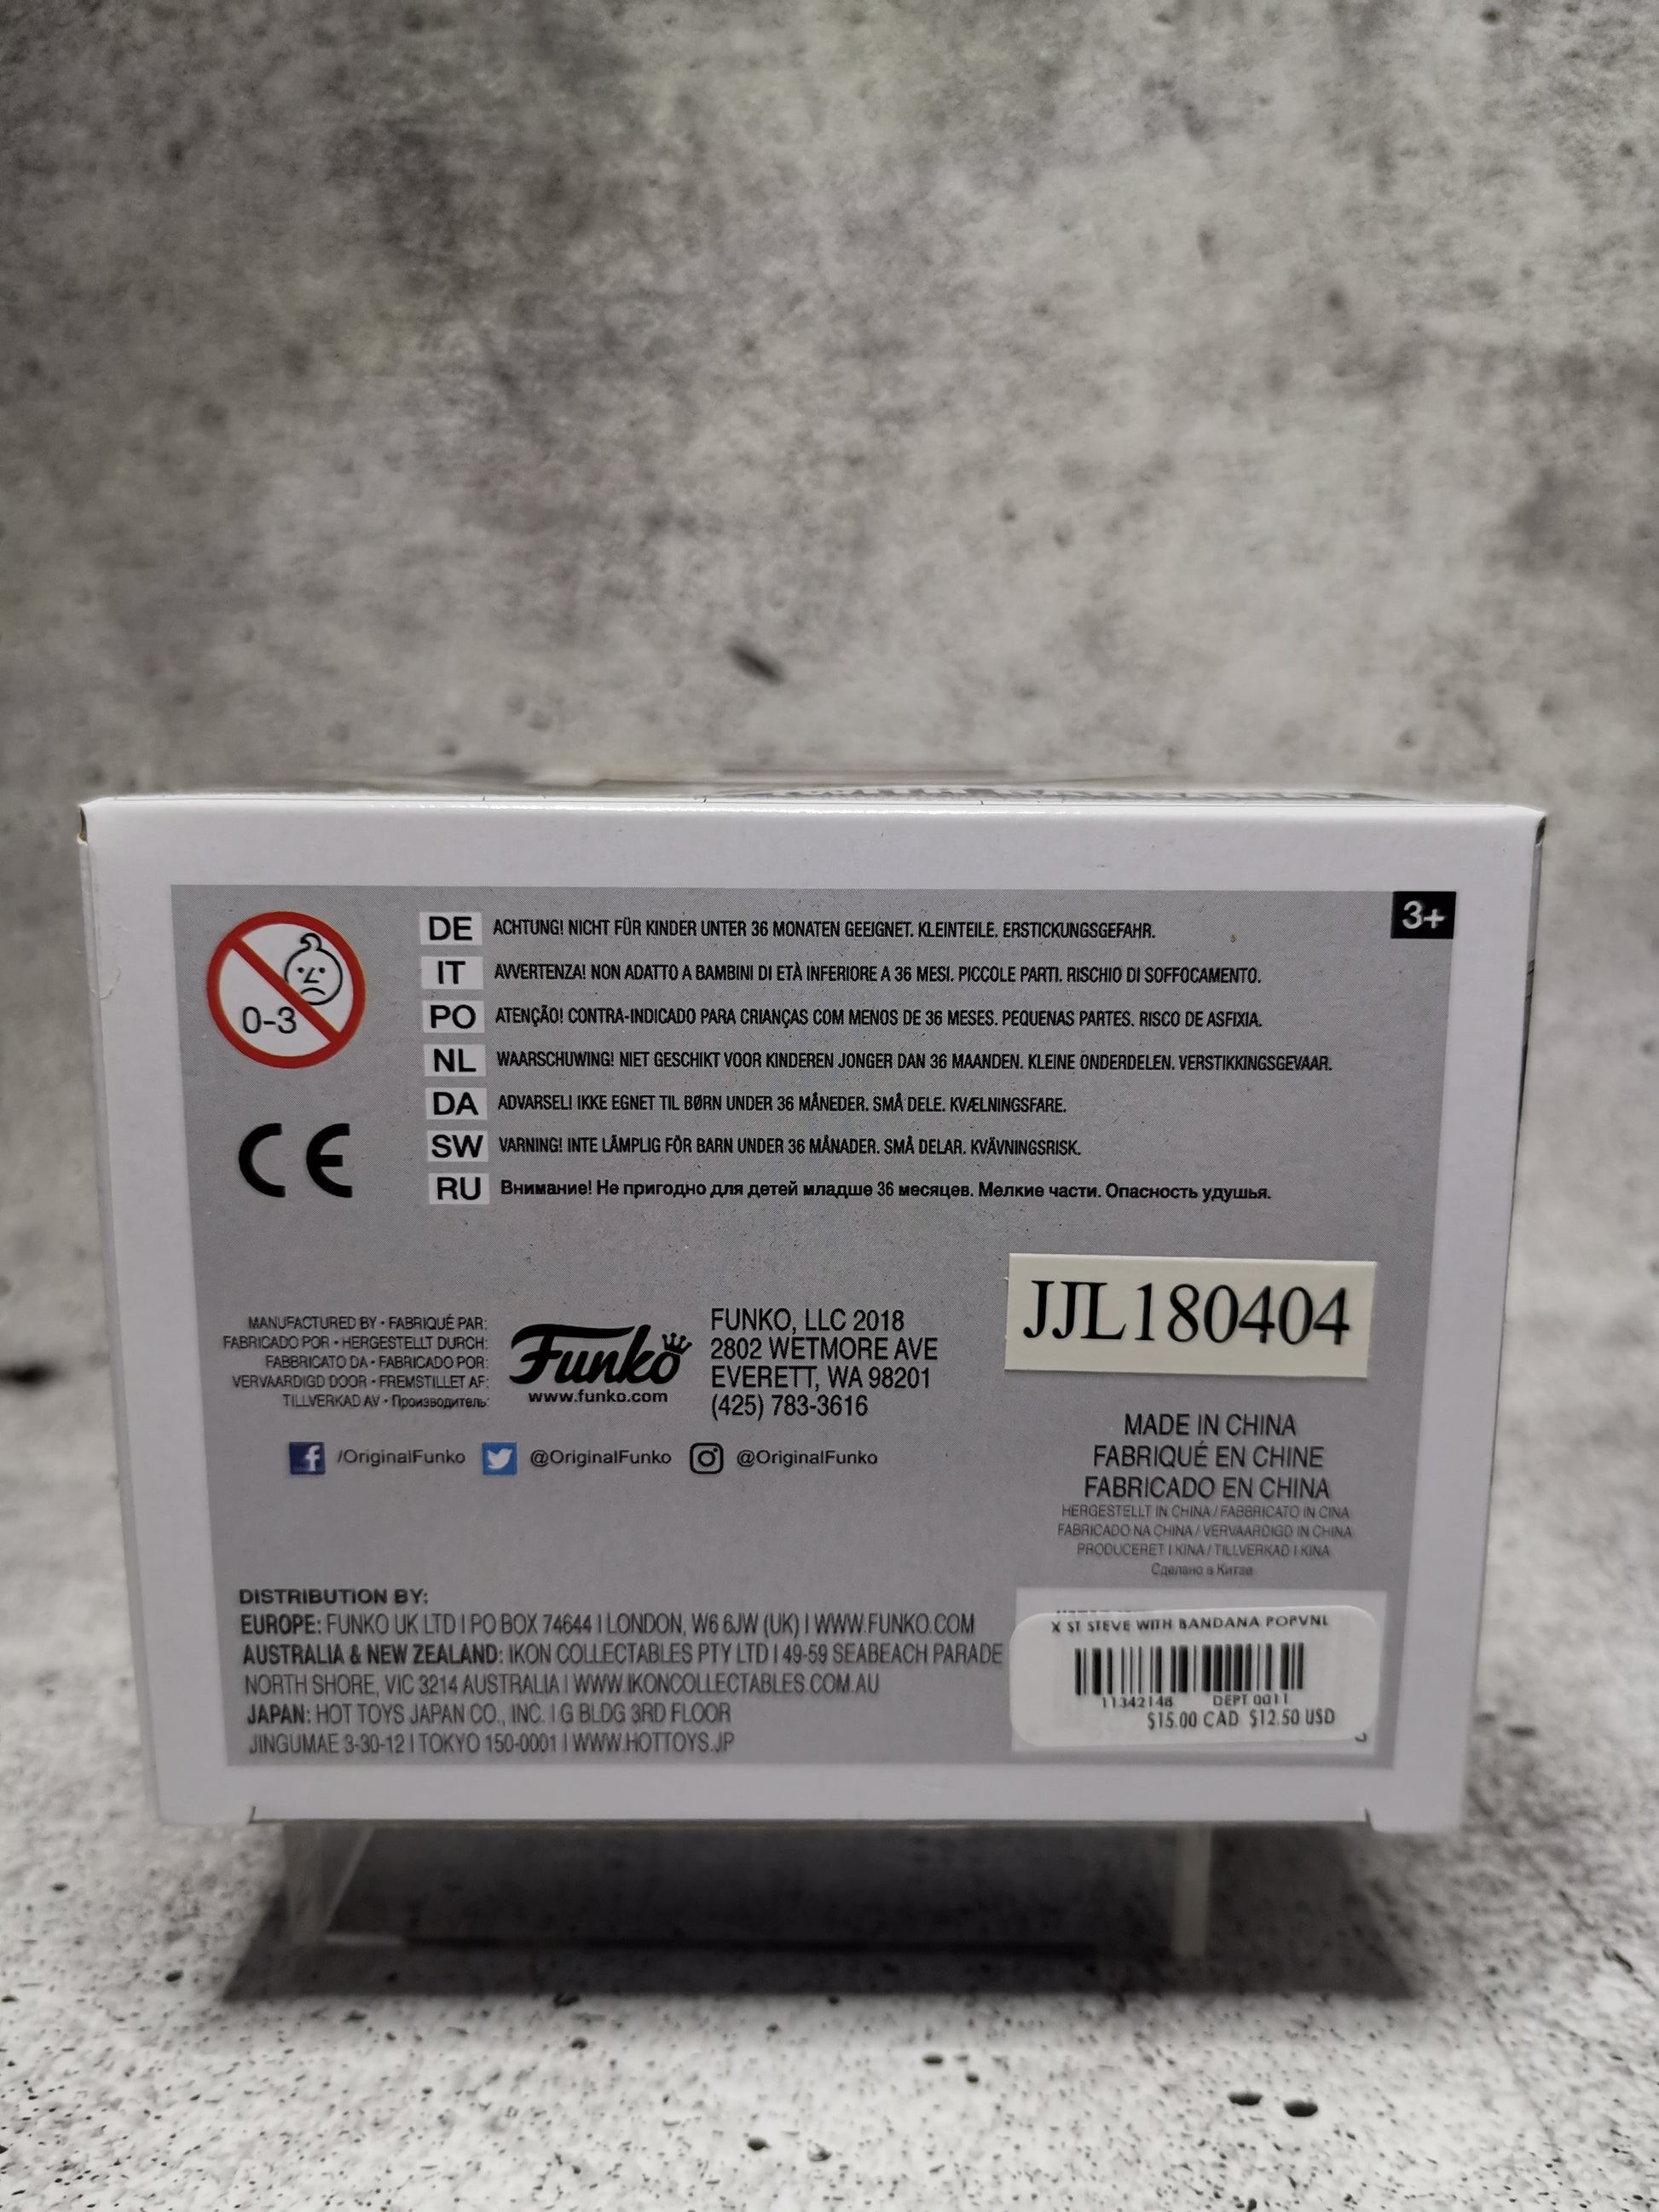 3+
0-3
DE ACHTUNG! NICHT FÜR KINDER UNTER 36 MONATEN GEEIGNET. KLEINTEILE. ERSTICKUNGSGEFAHR.
IT AVVERTENZA! NON ADATTO A BAMBINI DI ETÀ INFERIORE A 36 MESI. PICCOLE PARTI. RISCHIO DI SOFFOCAMENTO.
PO ATENÇÃO! CONTRA-INDICADO PARA CRIANÇAS COM MENOS DE 36 MESES. PEQUENAS PARTES. RISCO DE ASFIXIA.
NL WAARSCHUWING! NIET GESCHIKT VOOR KINDEREN JONGER DAN 36 MAANDEN. KLEINE ONDERDELEN. VERSTIKKINGSGEVAAR.
DA ADVARSEL! IKKE EGNET TIL BØRN UNDER 36 MÅNEDER. SMÅ DELE. KVÆLNINGSFARE.
SW VARNING! INTE LÄMPLIG FÖR BARN UNDER 36 MÅNADER. SMÅ DELAR. KVÄVNINGSRISK.
RU Внимание! Не пригодно для детей младше 36 месяцев. Мелкие части. Опасность удушья.
CE
MANUFACTURED BY • FABRIQUÉ PAR:
FABRICADO POR • HERGESTELLT DURCH:
FABBRICATO DA • FABRICADO POR:
VERVAARDIGD DOOR • FREMSTILLET AF:
TILLVERKAD AV • Производитель:
Funko
www.funko.com
FUNKO, LLC 2018
2802 WETMORE AVE
EVERETT, WA 98201
(425) 783-3616
JJL180404
/OriginalFunko @OriginalFunko @OriginalFunko
MADE IN CHINA
FABRIQUÉ EN CHINE
FABRICADO EN CHINA
HERGESTELLT IN CHINA / FABBRICATO IN CINA
FABRICADO NA CHINA / VERVAARDIGD IN CHINA
PRODUCERET I KINA / TILLVERKAD I KINA
Сделано в Китае
DISTRIBUTION BY:
EUROPE: FUNKO UK LTD I PO BOX 74644 I LONDON, W6 6JW (UK) I WWW.FUNKO.COM
AUSTRALIA & NEW ZEALAND: IKON COLLECTABLES PTY LTD I 49-59 SEABEACH PARADE
NORTH SHORE, VIC 3214 AUSTRALIA I WWW.IKONCOLLECTABLES.COM.AU
JAPAN: HOT TOYS JAPAN CO., INC. I G BLDG 3RD FLOOR
JINGUMAE 3-30-12 I TOKYO 150-0001 I WWW.HOTTOYS.JP
X ST STEVE WITH BANDANA POPVNL
11342148 DEPT 0011
$15.00 CAD $12.50 USD